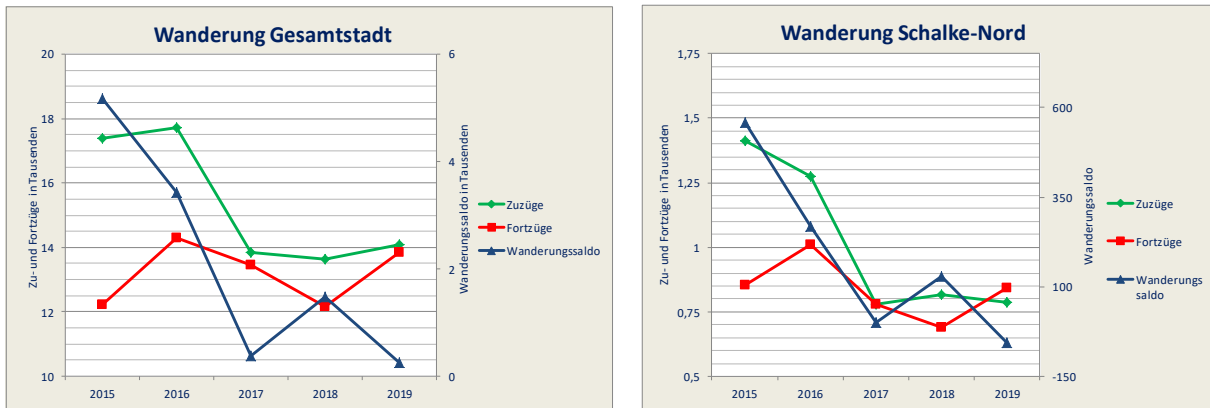 Wanderung Gesamtstadt
20
18
16
14
12
10
Zu- und Fortzüge in Tausenden
6
4
2
0
Wanderungssaldo in Tausenden
2015 2016 2017 2018 2019
Zuzüge
Fortzüge
Wanderungssaldo
Wanderung Schalke-Nord
1,75
1,5
1,25
1
0,75
0,5
Zu- und Fortzüge in Tausenden
600
350
100
-150
Wanderungssaldo
2015 2016 2017 2018 2019
Zuzüge
Fortzüge
Wanderungs
saldo